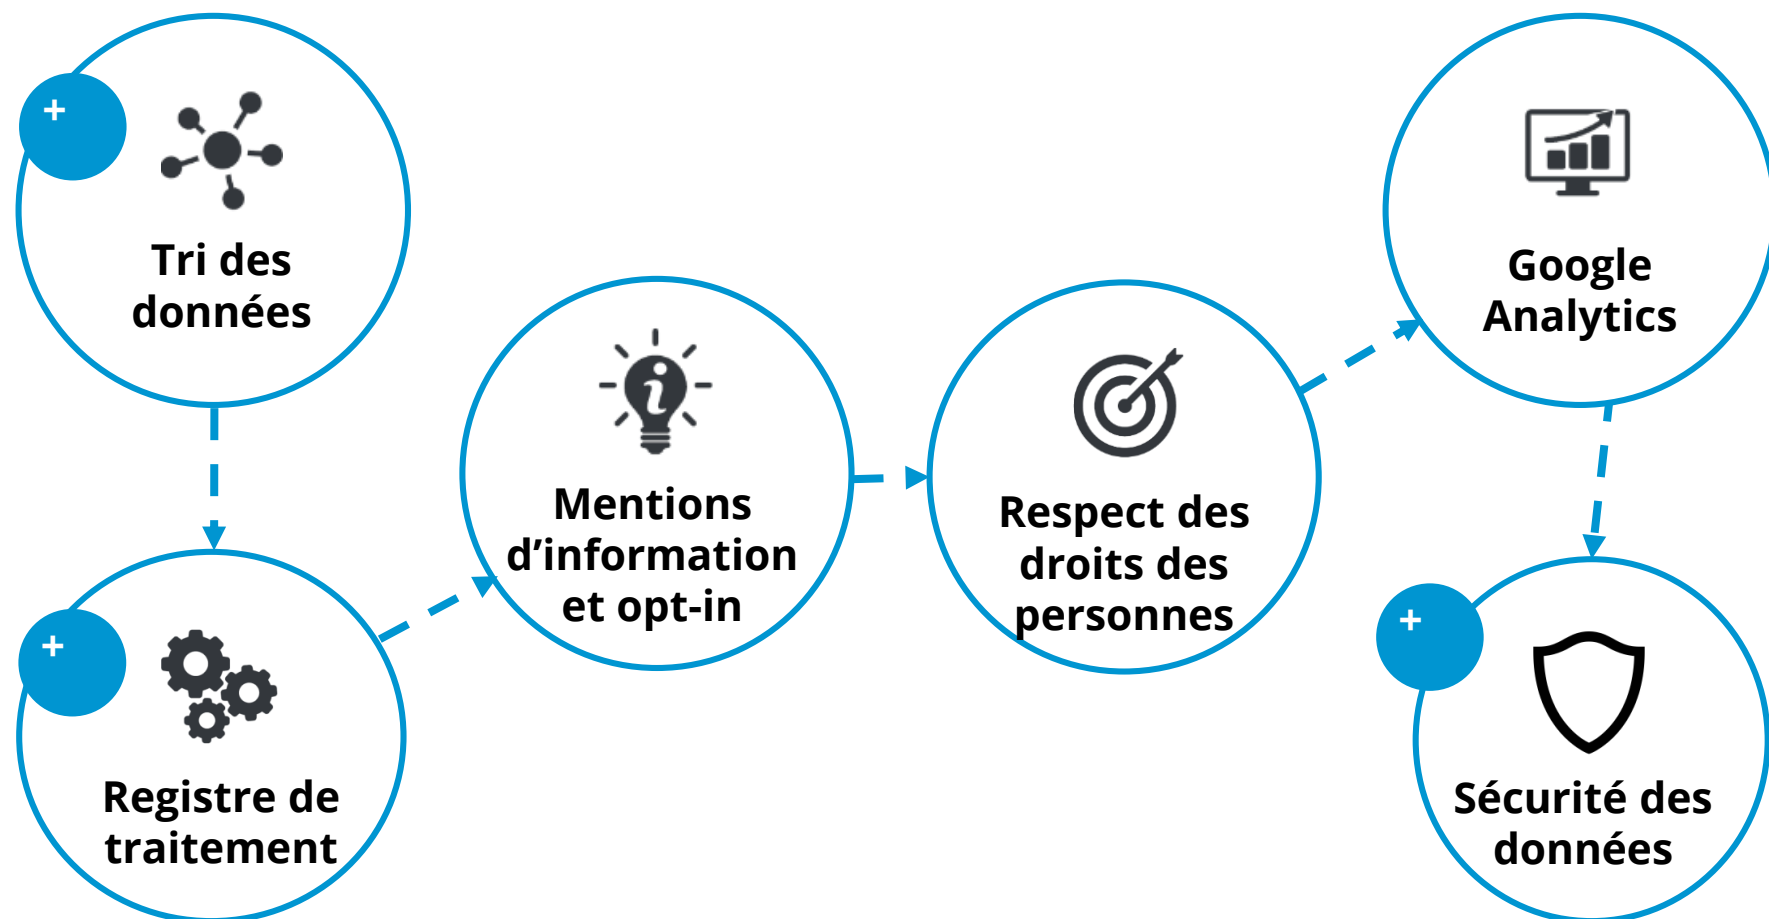 +
Tri des
données
+
Registre de
traitement
Mentions
d’information
et opt-in
Respect des
droits des
personnes
Google
Analytics
+
Sécurité des
données